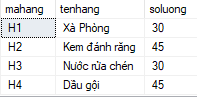 mahang tenhang soluong
H1 Xà Phòng 30
H2 Kem đánh răng 45
H3 Nước rửa chén 30
H4 Dầu gội 45